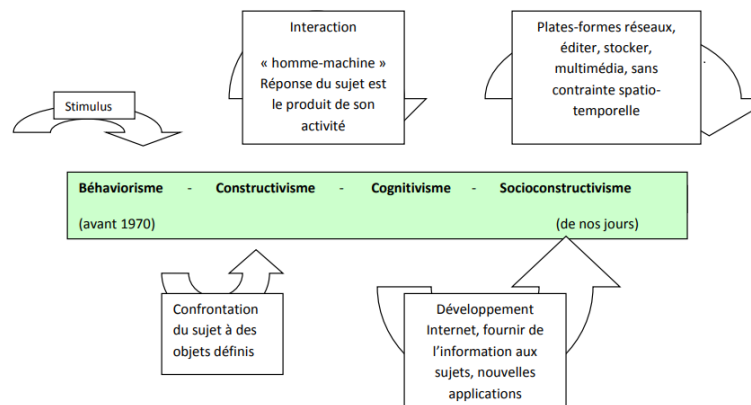 Interaction
« homme-machine »
Réponse du sujet est
le produit de son
activité
Plates-formes réseaux,
éditer, stocker,
multimédia, sans
contrainte spatio-
temporelle
Stimulus
Béhaviorisme - Constructivisme - Cognitivisme - Socioconstructivisme
(avant 1970) (de nos jours)
Confrontation
du sujet à des
objets définis
Développement
Internet, fournir de
l’information aux
sujets, nouvelles
applications